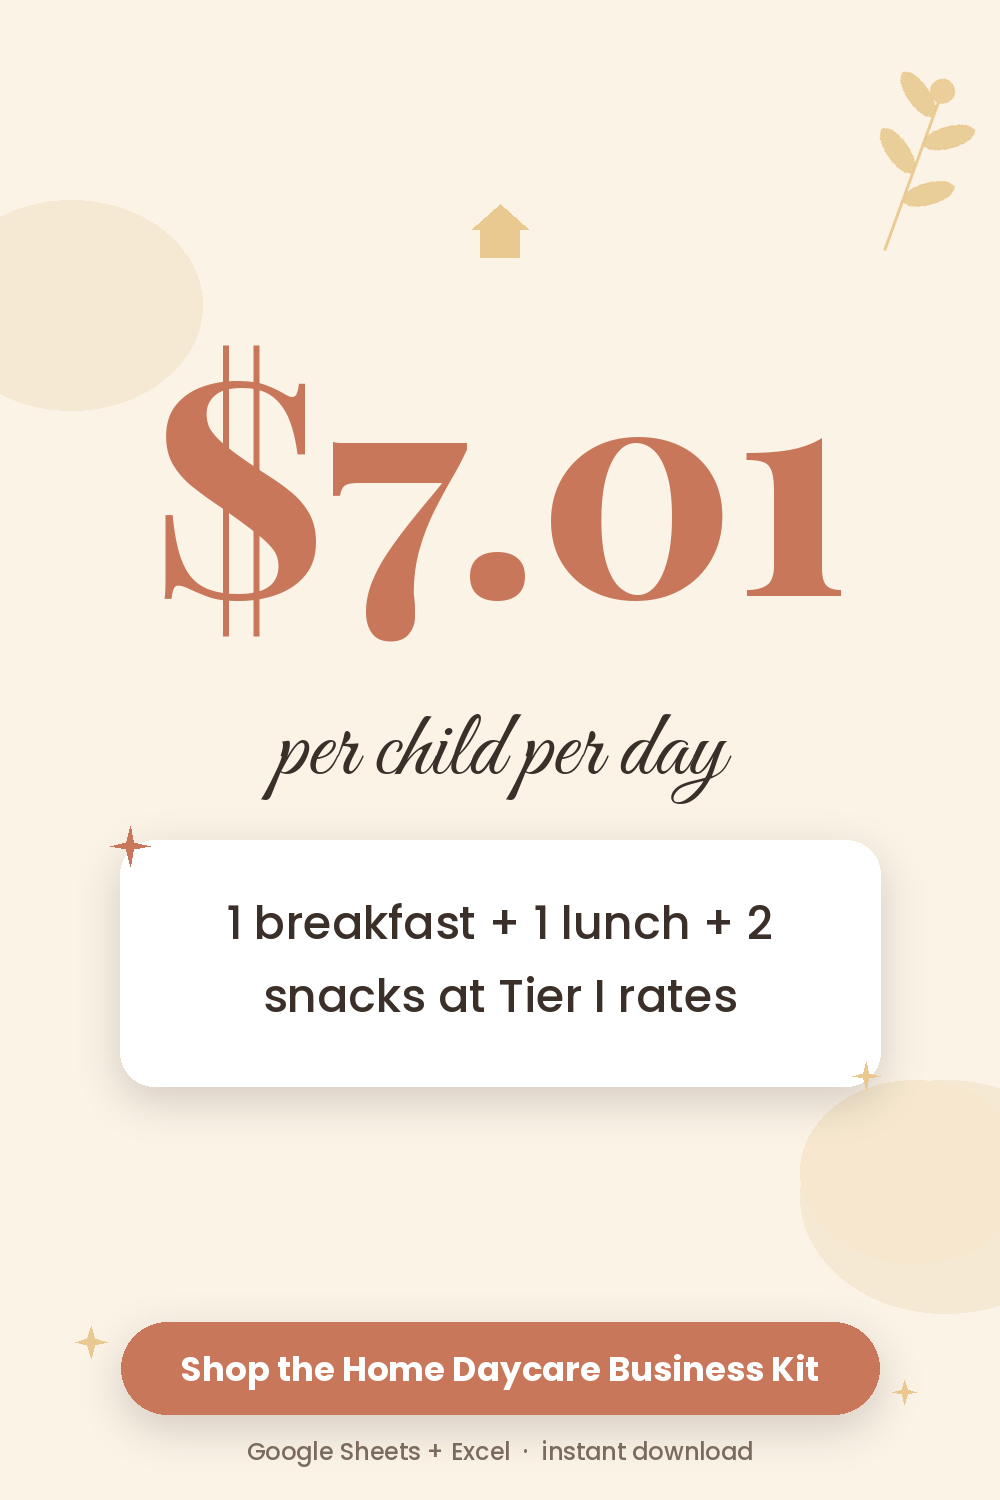 $7.01
per child per day
1 breakfast + 1 lunch + 2
snacks at Tier I rates
Shop the Home Daycare Business Kit
Google Sheets + Excel · instant download